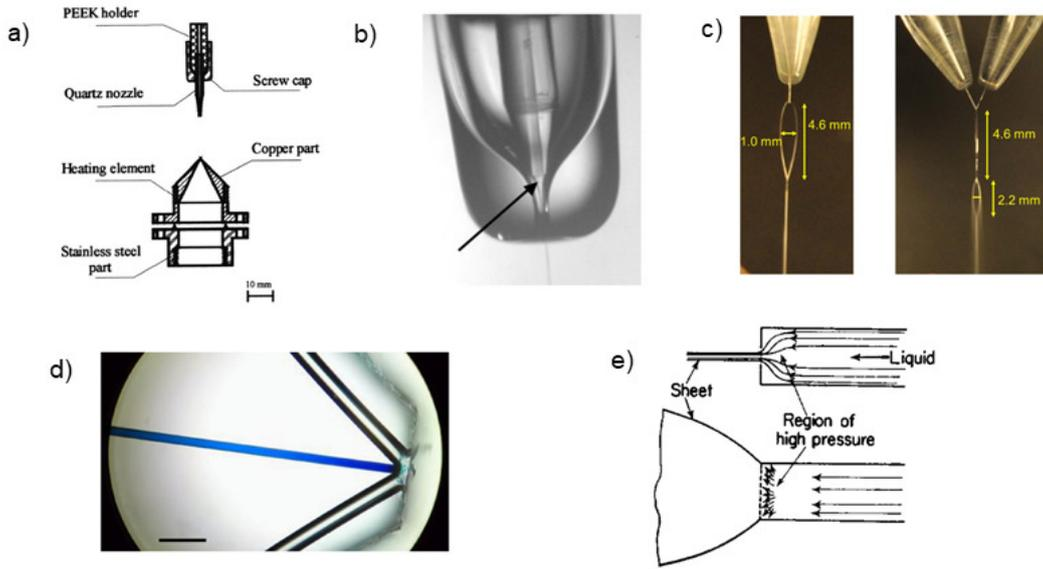 a)
PEEK holder
Quartz nozzle
Screw cap
Heating element
Copper part
Stainless steel
part
10 mm
b)
c)
1.0 mm
4.6 mm
4.6 mm
2.2 mm
d)
e)
Liquid
Sheet
Region of
high pressure